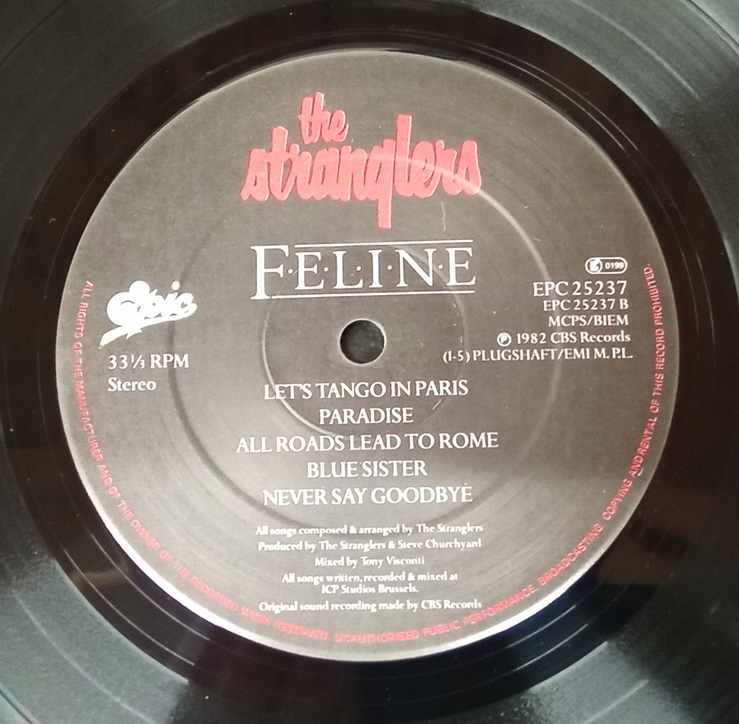 the
stranglers
F·E·L·I·N·E
Epic
33⅓ RPM
Stereo
K 0199
EPC 25237
EPC 25237 B
MCPS/BIEM
Ⓟ 1982 CBS Records
(1-5) PLUGSHAFT/EMI M.P.L.
LET'S TANGO IN PARIS
PARADISE
ALL ROADS LEAD TO ROME
BLUE SISTER
NEVER SAY GOODBYE
All songs composed & arranged by The Stranglers
Produced by The Stranglers & Steve Churchyard
Mixed by Tony Visconti
All songs written, recorded & mixed at
ICP Studios Brussels.
Original sound recording made by CBS Records
ALL RIGHTS OF THE MANUFACTURER AND OF THE OWNER OF THE RECORDED WORK RESERVED UNAUTHORISED PUBLIC PERFORMANCE, BROADCASTING, COPYING AND RENTAL OF THIS RECORD PROHIBITED.